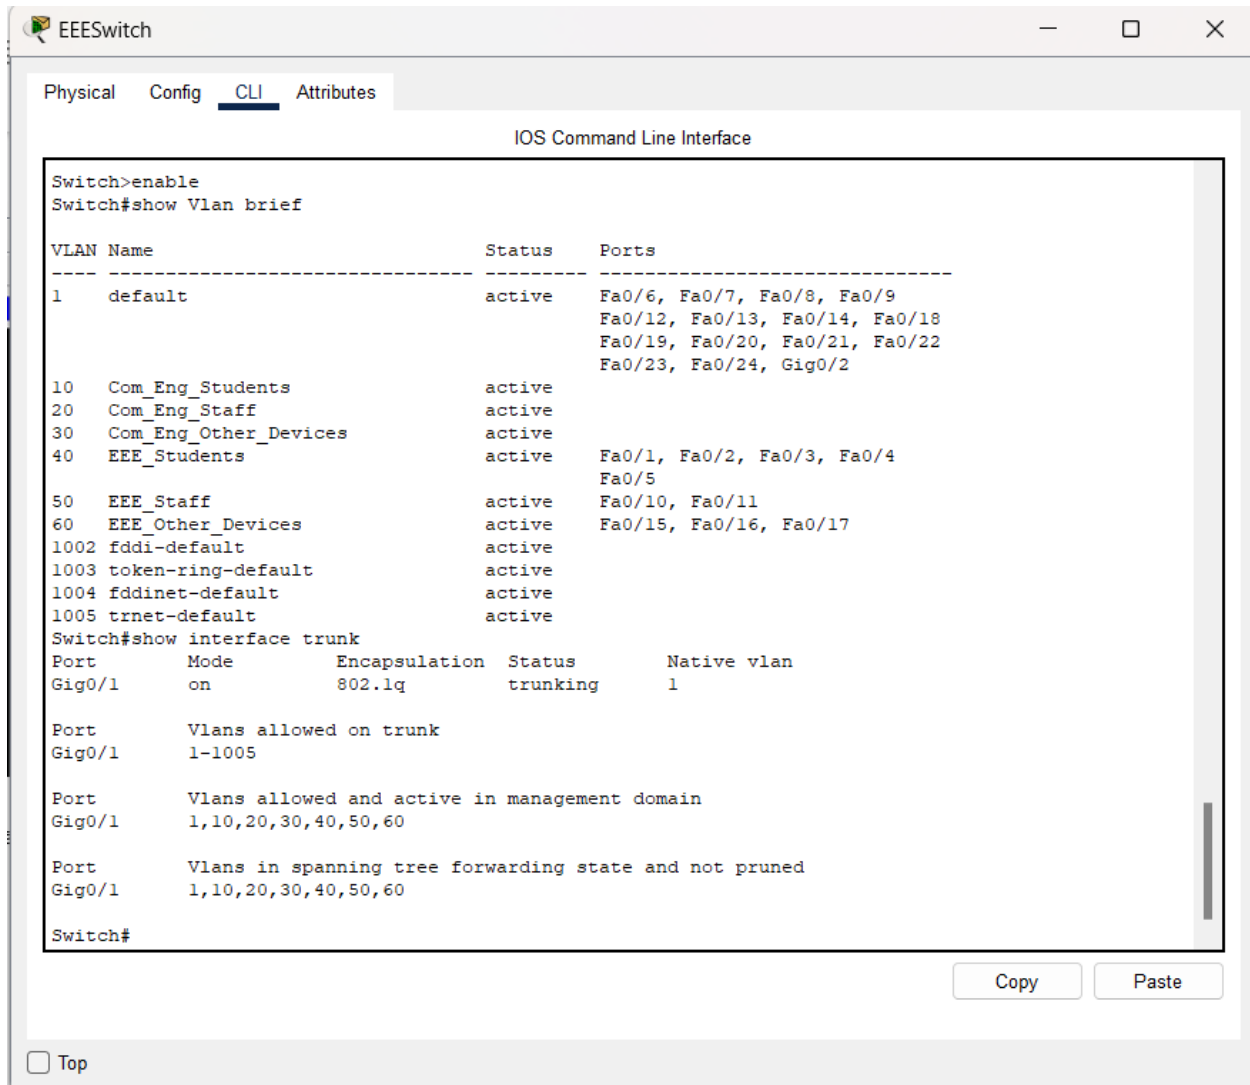 EEESwitch
Physical Config CLI Attributes
IOS Command Line Interface
Switch>enable
Switch#show Vlan brief
VLAN Name                             Status    Ports
---- -------------------------------- --------- -------------------------------
1    default                          active    Fa0/6, Fa0/7, Fa0/8, Fa0/9
                                                Fa0/12, Fa0/13, Fa0/14, Fa0/18
                                                Fa0/19, Fa0/20, Fa0/21, Fa0/22
                                                Fa0/23, Fa0/24, Gig0/2
10   Com_Eng_Students                 active
20   Com_Eng_Staff                    active
30   Com_Eng_Other_Devices            active
40   EEE_Students                     active    Fa0/1, Fa0/2, Fa0/3, Fa0/4
                                                Fa0/5
50   EEE_Staff                        active    Fa0/10, Fa0/11
60   EEE_Other_Devices                active    Fa0/15, Fa0/16, Fa0/17
1002 fddi-default                     active
1003 token-ring-default               active
1004 fddinet-default                  active
1005 trnet-default                    active
Switch#show interface trunk
Port        Mode         Encapsulation  Status        Native vlan
Gig0/1      on           802.1q         trunking      1
Port        Vlans allowed on trunk
Gig0/1      1-1005
Port        Vlans allowed and active in management domain
Gig0/1      1,10,20,30,40,50,60
Port        Vlans in spanning tree forwarding state and not pruned
Gig0/1      1,10,20,30,40,50,60
Switch#
Copy Paste
Top